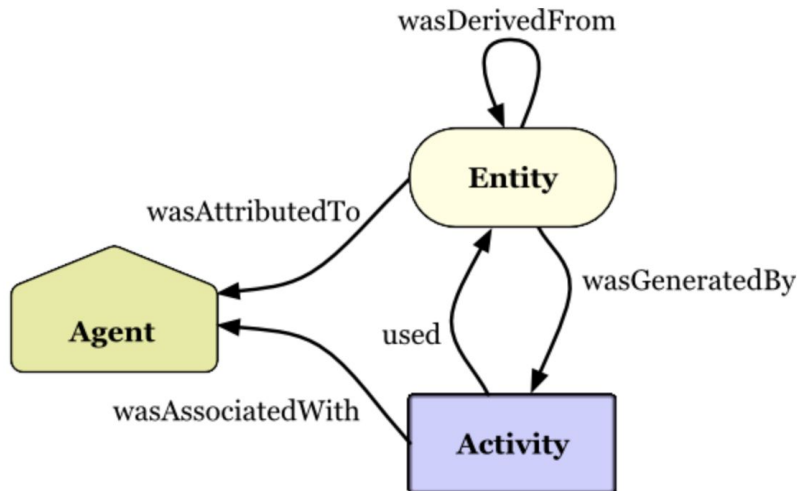 wasDerivedFrom
Entity
wasAttributedTo
wasGeneratedBy
Agent
used
wasAssociatedWith
Activity